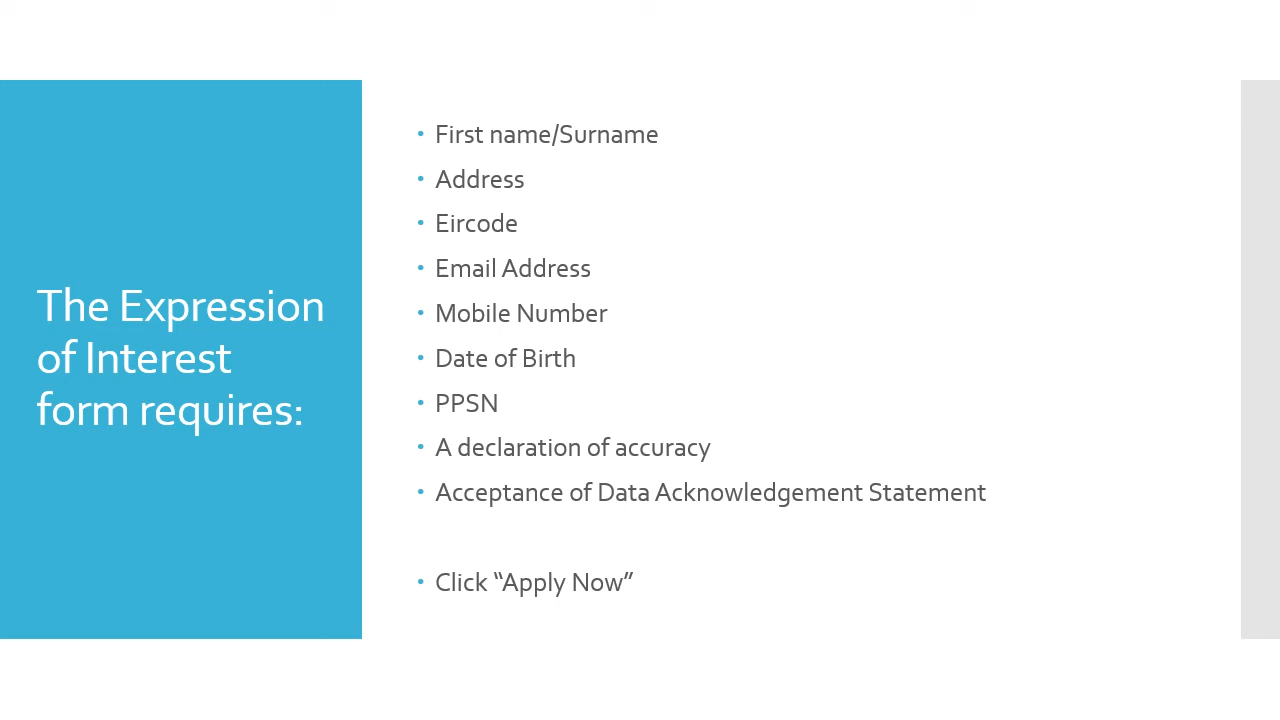 The Expression
of Interest
form requires:
• First name/Surname
• Address
• Eircode
• Email Address
• Mobile Number
• Date of Birth
• PPSN
• A declaration of accuracy
• Acceptance of Data Acknowledgement Statement
• Click “Apply Now”